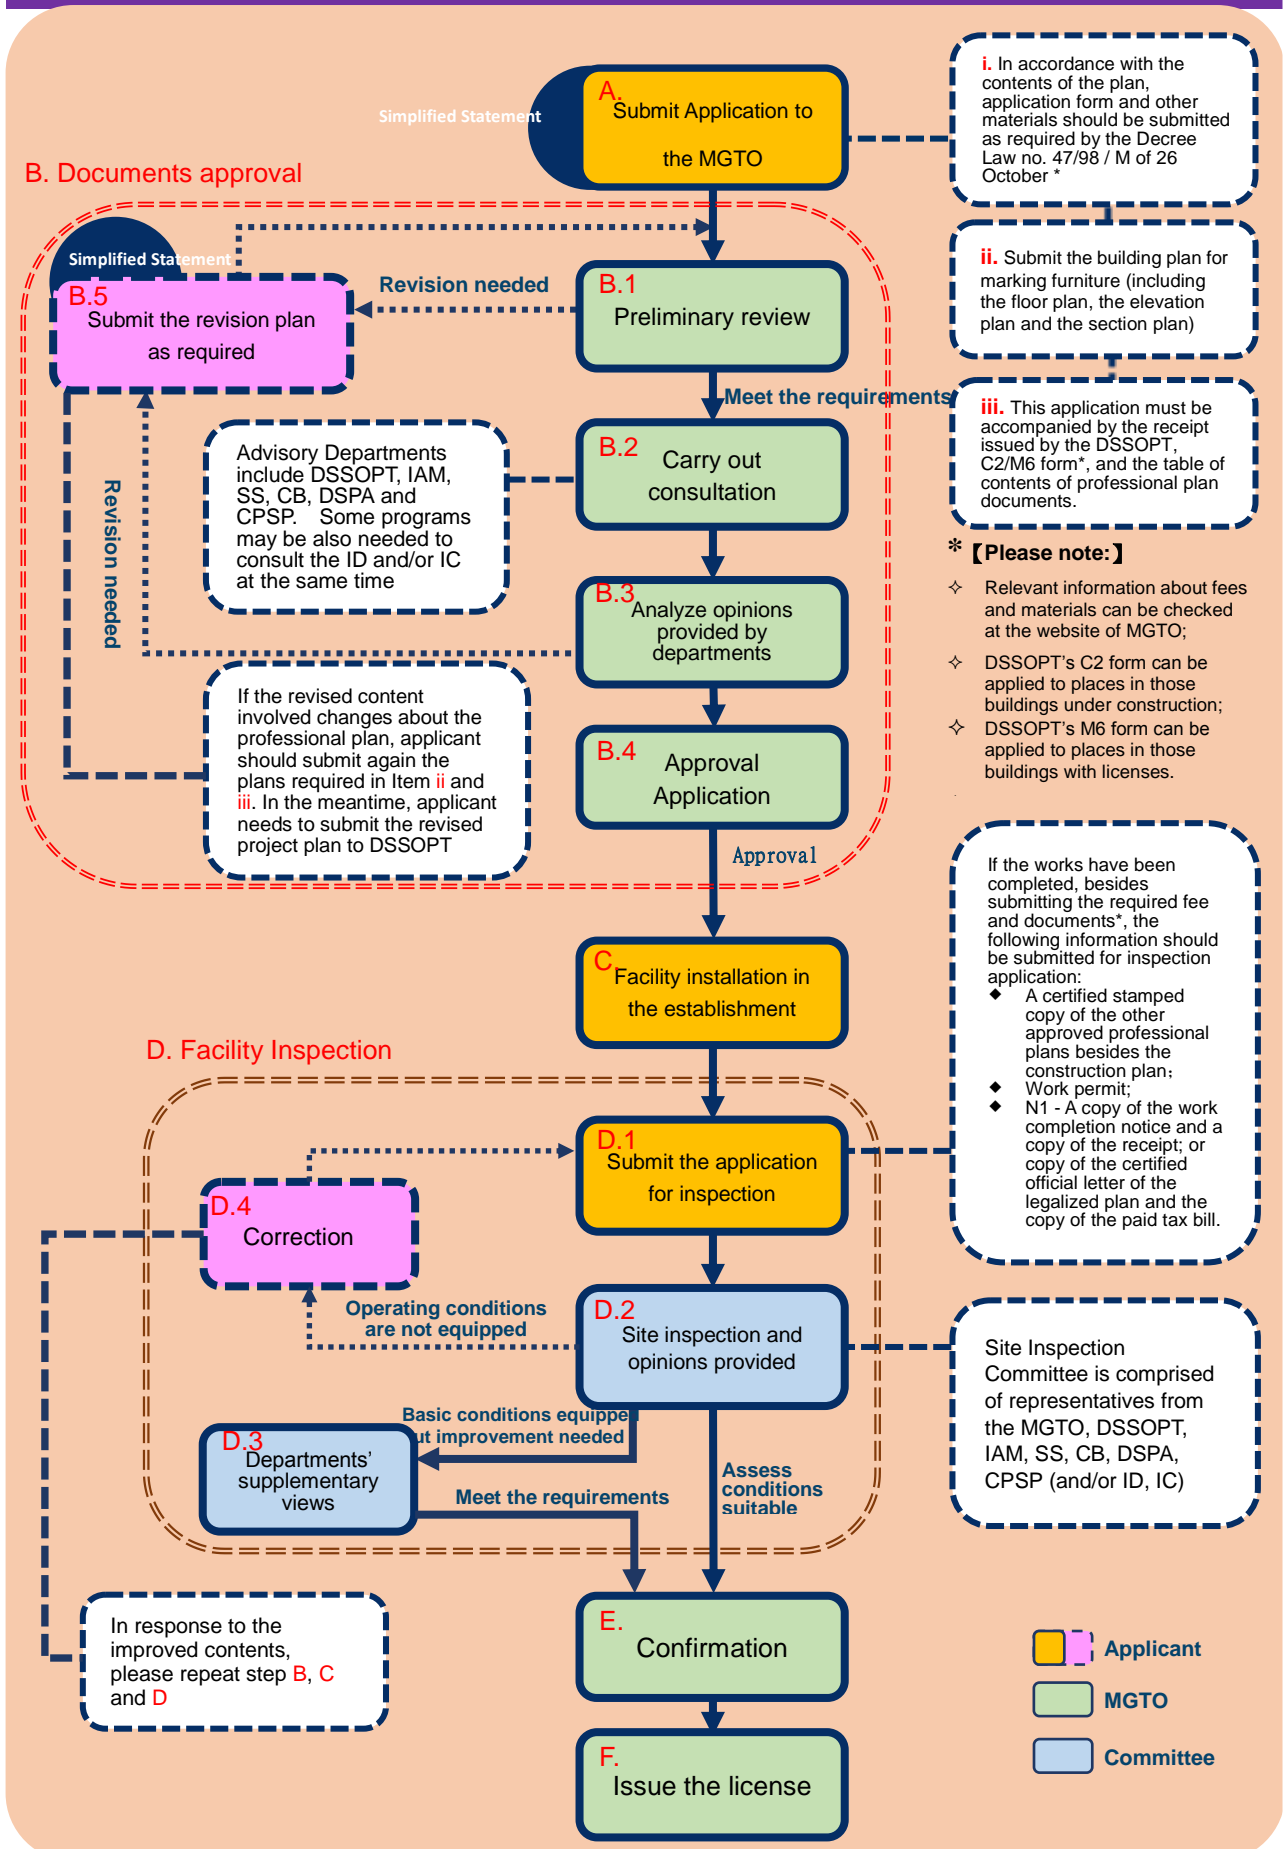 Simplified Statement
A.
Submit Application to
the MGTO
i. In accordance with the
contents of the plan,
application form and other
materials should be submitted
as required by the Decree
Law no. 47/98 / M of 26
October *
B. Documents approval
Simplified Statement
B.5
Submit the revision plan
as required
Revision needed
B.1
Preliminary review
ii. Submit the building plan for
marking furniture (including
the floor plan, the elevation
plan and the section plan)
Meet the requirements
iii. This application must be
accompanied by the receipt
issued by the DSSOPT,
C2/M6 form*, and the table of
contents of professional plan
documents.
Revision needed
Advisory Departments
include DSSOPT, IAM,
SS, CB, DSPA and
CPSP. Some programs
may be also needed to
consult the ID and/or IC
at the same time
B.2
Carry out
consultation
* 【Please note:】
✧ Relevant information about fees
and materials can be checked
at the website of MGTO;
✧ DSSOPT's C2 form can be
applied to places in those
buildings under construction;
✧ DSSOPT's M6 form can be
applied to places in those
buildings with licenses.
B.3
Analyze opinions
provided by
departments
If the revised content
involved changes about the
professional plan, applicant
should submit again the
plans required in Item ii and
iii. In the meantime, applicant
needs to submit the revised
project plan to DSSOPT
B.4
Approval
Application
Approval
If the works have been
completed, besides
submitting the required fee
and documents*, the
following information should
be submitted for inspection
application:
◆ A certified stamped
copy of the other
approved professional
plans besides the
construction plan;
◆ Work permit;
◆ N1 - A copy of the work
completion notice and a
copy of the receipt; or
copy of the certified
official letter of the
legalized plan and the
copy of the paid tax bill.
C.
Facility installation in
the establishment
D. Facility Inspection
D.1
Submit the application
for inspection
D.4
Correction
Operating conditions
are not equipped
D.2
Site inspection and
opinions provided
Site Inspection
Committee is comprised
of representatives from
the MGTO, DSSOPT,
IAM, SS, CB, DSPA,
CPSP (and/or ID, IC)
Basic conditions equipped
ut improvement needed
D.3
Departments'
supplementary
views
Meet the requirements
Assess
conditions
suitable
In response to the
improved contents,
please repeat step B, C
and D
E.
Confirmation
F.
Issue the license
Applicant
MGTO
Committee